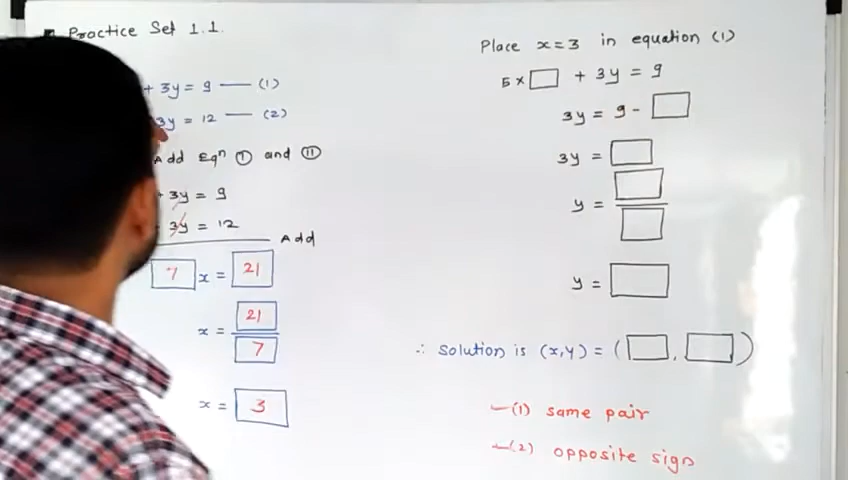 Practice Set 1.1.
+ 3y = 9 — (1)
3y = 12 — (2)
Add Eqⁿ Ⓘ and Ⓘⓘ
+ 3y = 9
- 3y = 12
Add
7 x = 21
x = 21/7
x = 3
Place x=3 in equation (1)
5 × □ + 3y = 9
3y = 9 - □
3y = □
y = □/□
y = □
∴ Solution is (x,y) = (□, □)
—(1) same pair
—(2) opposite sign